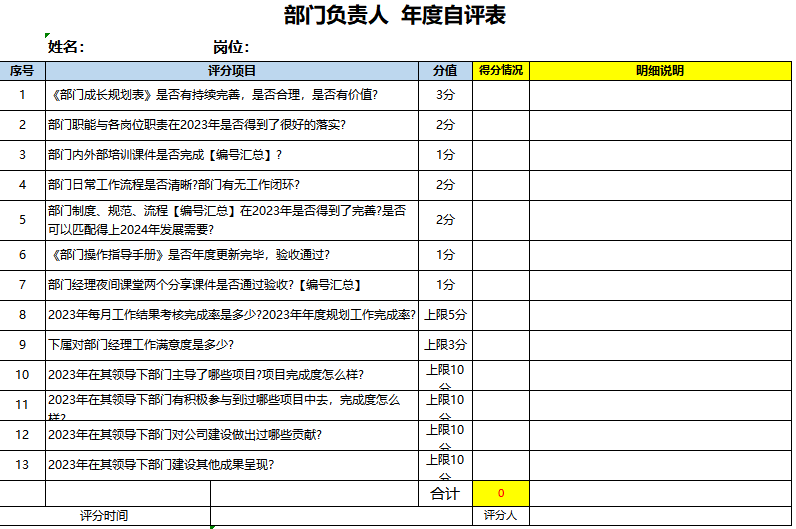 部门负责人 年度自评表
姓名: 岗位:
序号 评分项目 分值 得分情况 明细说明
1 《部门成长规划表》是否有持续完善，是否合理，是否有价值? 3分
2 部门职能与各岗位职责在2023年是否得到了很好的落实? 2分
3 部门内外部培训课件是否完成【编号汇总】? 1分
4 部门日常工作流程是否清晰?部门有无工作闭环? 2分
5 部门制度、规范、流程【编号汇总】在2023年是否得到了完善?是否
可以匹配得上2024年发展需要? 2分
6 《部门操作指导手册》是否年度更新完毕，验收通过? 1分
7 部门经理夜间课堂两个分享课件是否通过验收?【编号汇总】 1分
8 2023年每月工作结果考核完成率是多少?2023年年度规划工作完成率? 上限5分
9 下属对部门经理工作满意度是多少? 上限3分
10 2023年在其领导下部门主导了哪些项目?项目完成度怎么样? 上限10
分
11 2023年在其领导下部门有积极参与到过哪些项目中去，完成度怎么 上限10
样? 分
12 2023年在其领导下部门对公司建设做出过哪些贡献? 上限10
分
13 2023年在其领导下部门建设其他成果呈现? 上限10
分
合计 0
评分时间 评分人